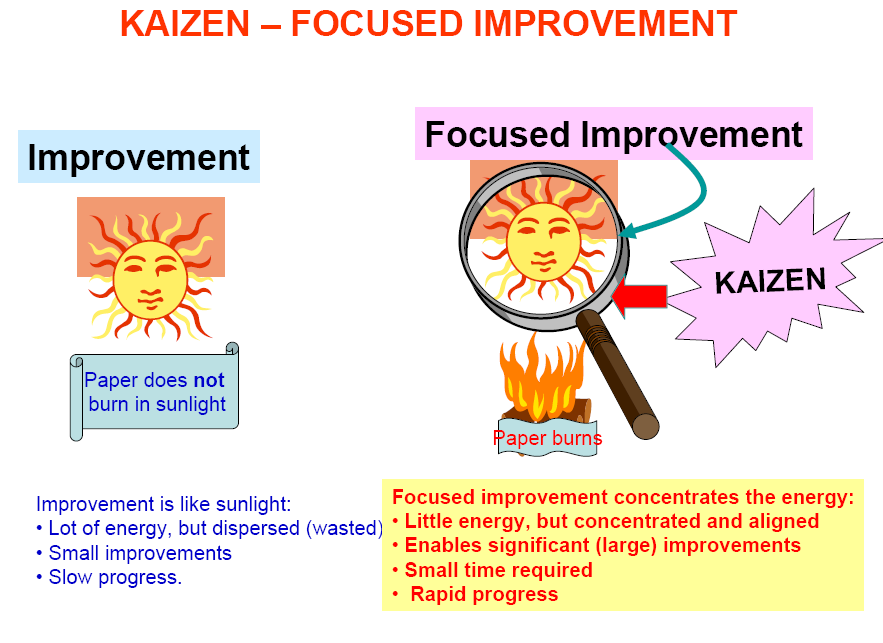 KAIZEN – FOCUSED IMPROVEMENT
Improvement
Paper does not
burn in sunlight
Improvement is like sunlight:
• Lot of energy, but dispersed (wasted)
• Small improvements
• Slow progress.
Focused Improvement
KAIZEN
Paper burns
Focused improvement concentrates the energy:
• Little energy, but concentrated and aligned
• Enables significant (large) improvements
• Small time required
• Rapid progress